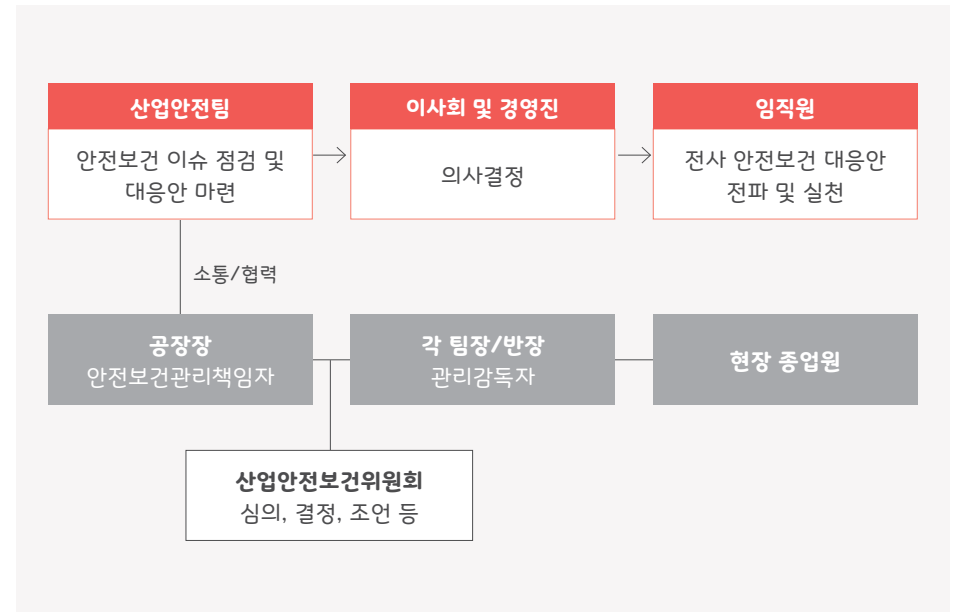 산업안전팀
안전보건 이슈 점검 및
대응안 마련
이사회 및 경영진
의사결정
임직원
전사 안전보건 대응안
전파 및 실천
소통/협력
공장장
안전보건관리책임자
각 팀장/반장
관리감독자
현장 종업원
산업안전보건위원회
심의, 결정, 조언 등